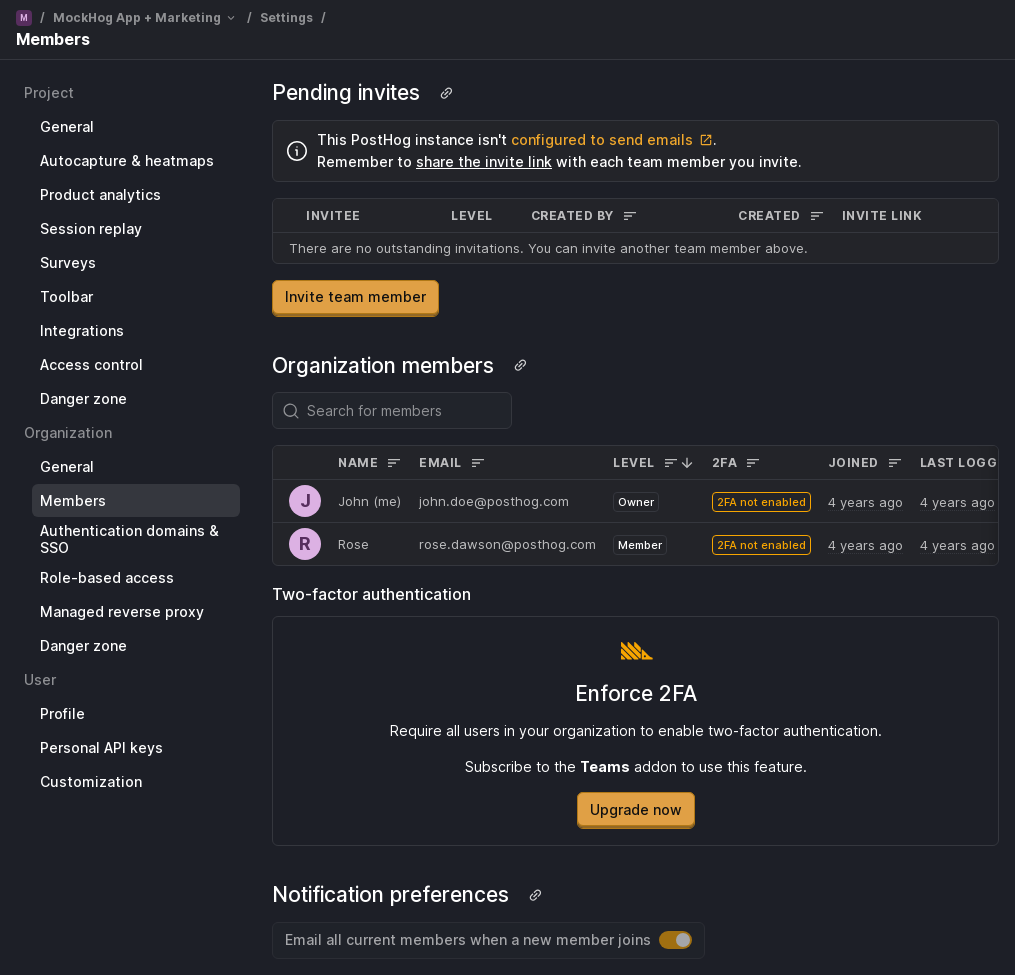 M / MockHog App + Marketing / Settings /
Members
Project
General
Autocapture & heatmaps
Product analytics
Session replay
Surveys
Toolbar
Integrations
Access control
Danger zone
Organization
General
Members
Authentication domains &
SSO
Role-based access
Managed reverse proxy
Danger zone
User
Profile
Personal API keys
Customization
Pending invites
This PostHog instance isn't configured to send emails.
Remember to share the invite link with each team member you invite.
INVITEE LEVEL CREATED BY CREATED INVITE LINK
There are no outstanding invitations. You can invite another team member above.
Invite team member
Organization members
Search for members
NAME EMAIL LEVEL 2FA JOINED LAST LOGG
J John (me) john.doe@posthog.com Owner 2FA not enabled 4 years ago 4 years ago
R Rose rose.dawson@posthog.com Member 2FA not enabled 4 years ago 4 years ago
Two-factor authentication
Enforce 2FA
Require all users in your organization to enable two-factor authentication.
Subscribe to the Teams addon to use this feature.
Upgrade now
Notification preferences
Email all current members when a new member joins